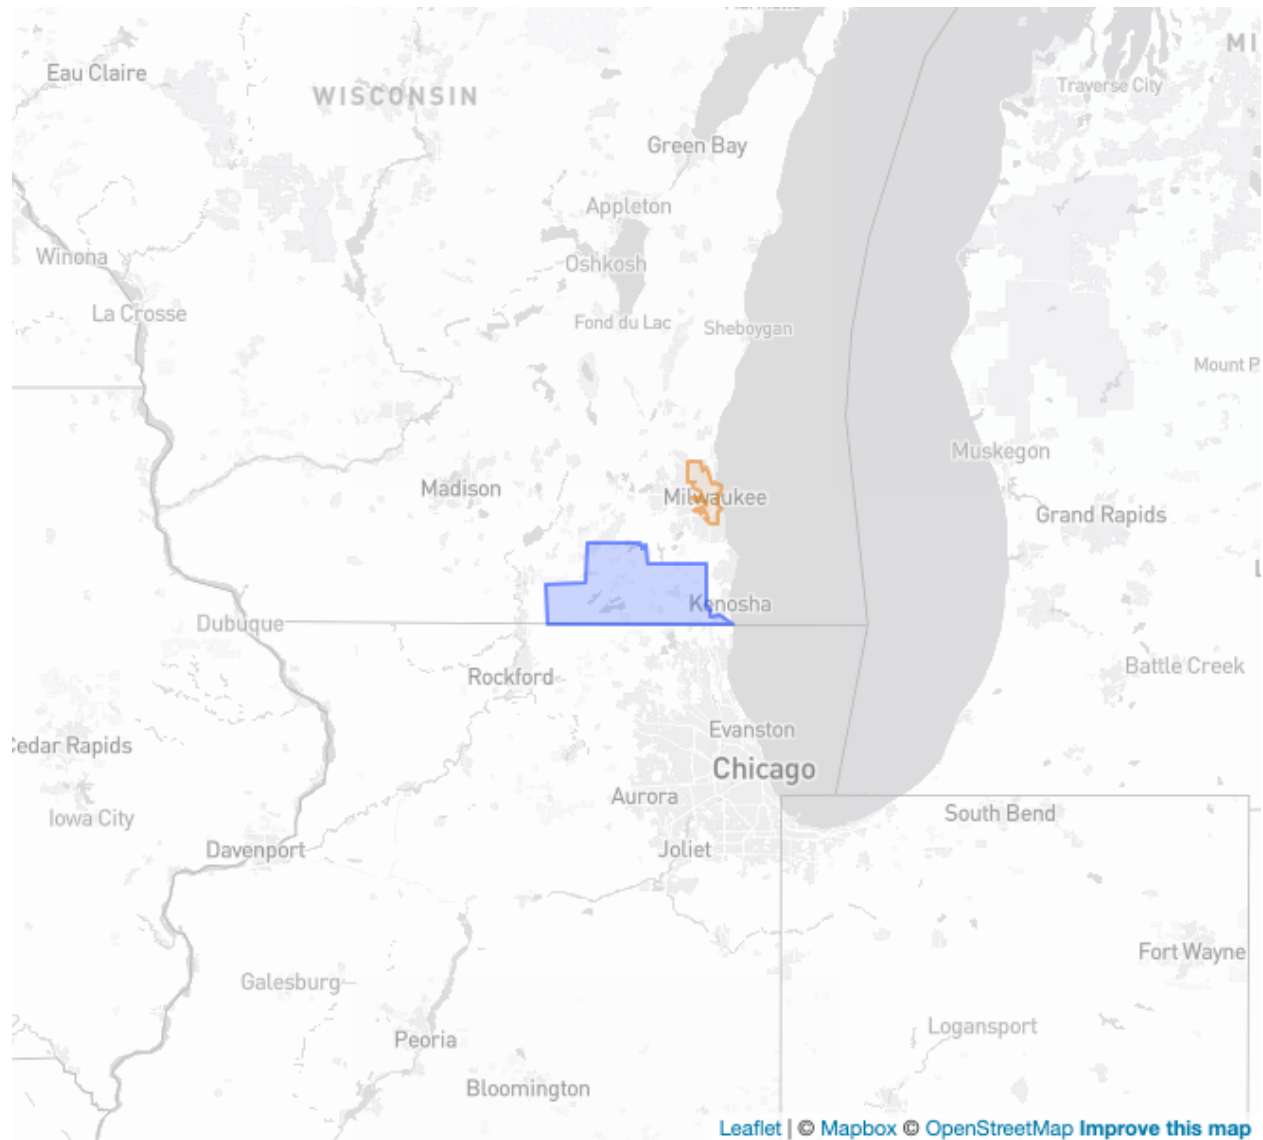 MI
Eau Claire
Traverse City
WISCONSIN
Green Bay
Appleton
Winona
Oshkosh
La Crosse
Fond du Lac
Sheboygan
Mount P
Muskegon
Madison
Milwaukee
Grand Rapids
Kenosha
Dubuque
Battle Creek
Rockford
Evanston
Cedar Rapids
Chicago
Aurora
South Bend
Iowa City
Davenport
Joliet
Fort Wayne
Galesburg
Logansport
Peoria
Bloomington
Leaflet | © Mapbox © OpenStreetMap Improve this map